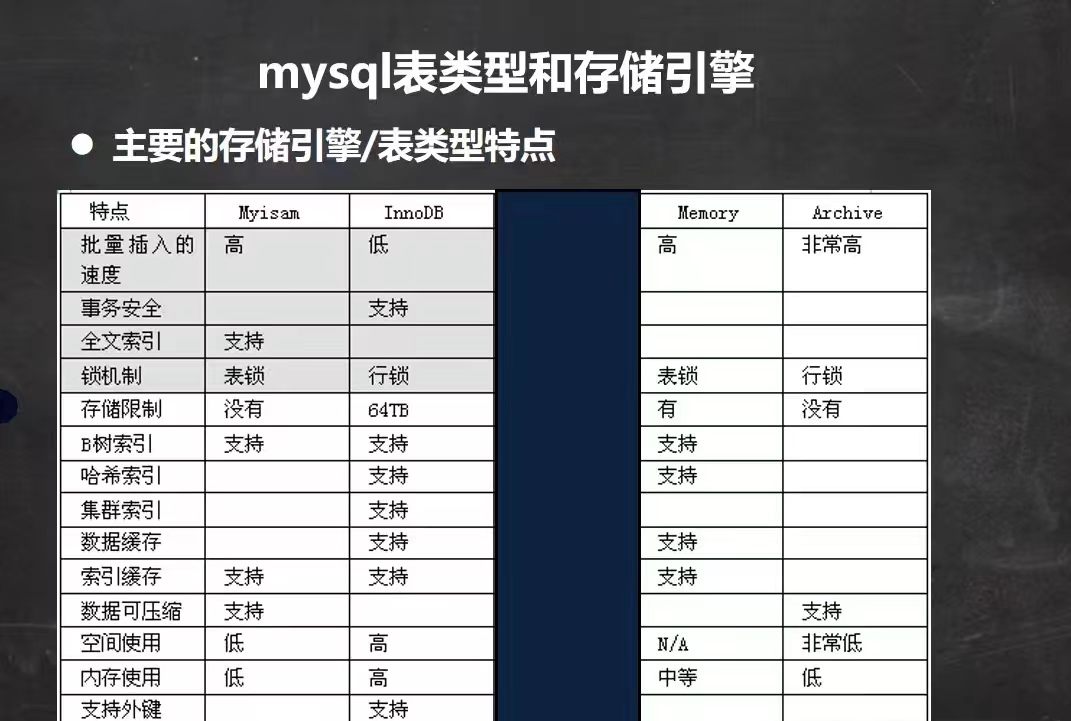 mysql表类型和存储引擎
● 主要的存储引擎/表类型特点
特点 Myisam InnoDB Memory Archive
批量插入的 高 低 高 非常高
速度
事务安全 支持
全文索引 支持
锁机制 表锁 行锁 表锁 行锁
存储限制 没有 64TB 有 没有
B树索引 支持 支持 支持
哈希索引 支持 支持
集群索引 支持
数据缓存 支持 支持
索引缓存 支持 支持 支持
数据可压缩 支持 支持
空间使用 低 高 N/A 非常低
内存使用 低 高 中等 低
支持外键 支持